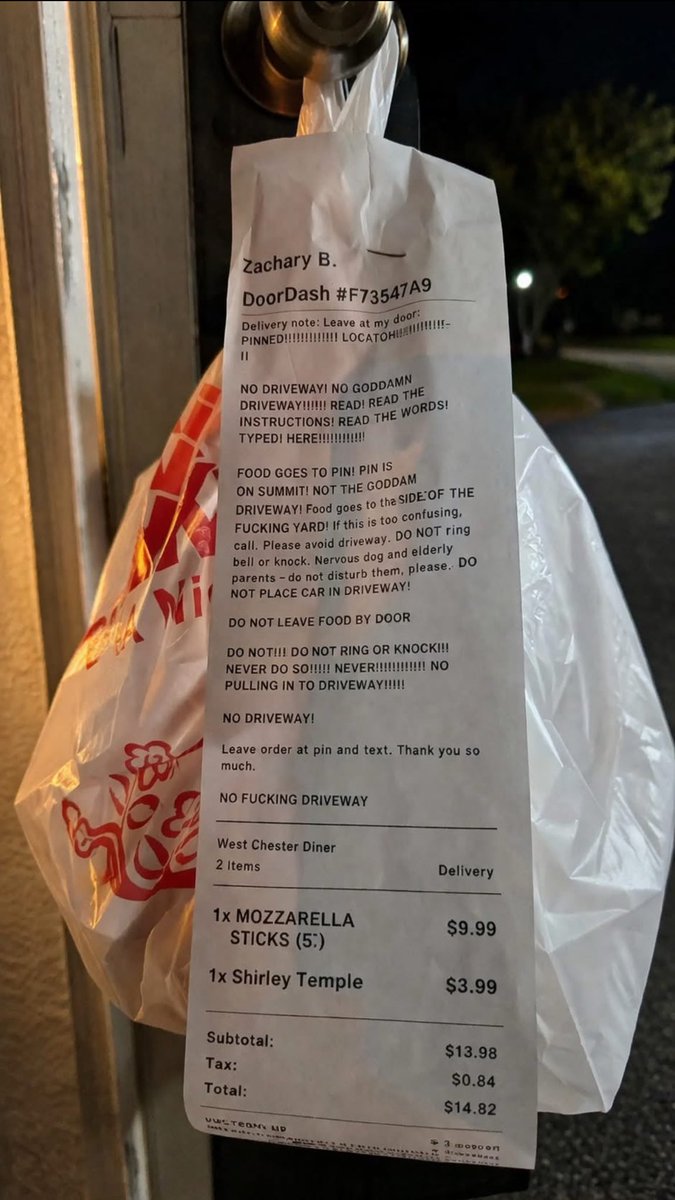 Zachary B.
DoorDash #F73547A9
Delivery note: Leave at my door:
PINNED!!!!!!!!!!!!! LOCATOH!!!!!!!!!!!!-
II
NO DRIVEWAY! NO GODDAMN
DRIVEWAY!!!!!! READ! READ THE
INSTRUCTIONS! READ THE WORDS!
TYPED! HERE!!!!!!!!!!!!
FOOD GGES TO PIN! PIN IS
ON SUMMIT! NOT THE GODDAM
DRIVEWAY! Food goes to the SIDE OF THE
FUCKING YARD! If this is too confusing,
call. Please avoid driveway. DO NOT ring
bell or knock. Nervous dog and elderly
parents – do not disturb them, please. DO
NOT PLACE CAR IN DRIVEWAY!
DO NOT LEAVE FOOD BY DOOR
DO NOT!!! DO NOT RING OR KNOCK!!!
NEVER DO SO!!!!! NEVER!!!!!!!!!!!! NO
PULLING IN TO DRIVEWAY!!!!!
NO DRIVEWAY!
Leave order at pin and text. Thank you so
much.
NO FUCKING DRIVEWAY
West Chester Diner
2 Items Delivery
1x MOZZARELLA $9.99
STICKS (5:)
1x Shirley Temple $3.99
Subtotal: $13.98
Tax: $0.84
Total: $14.82